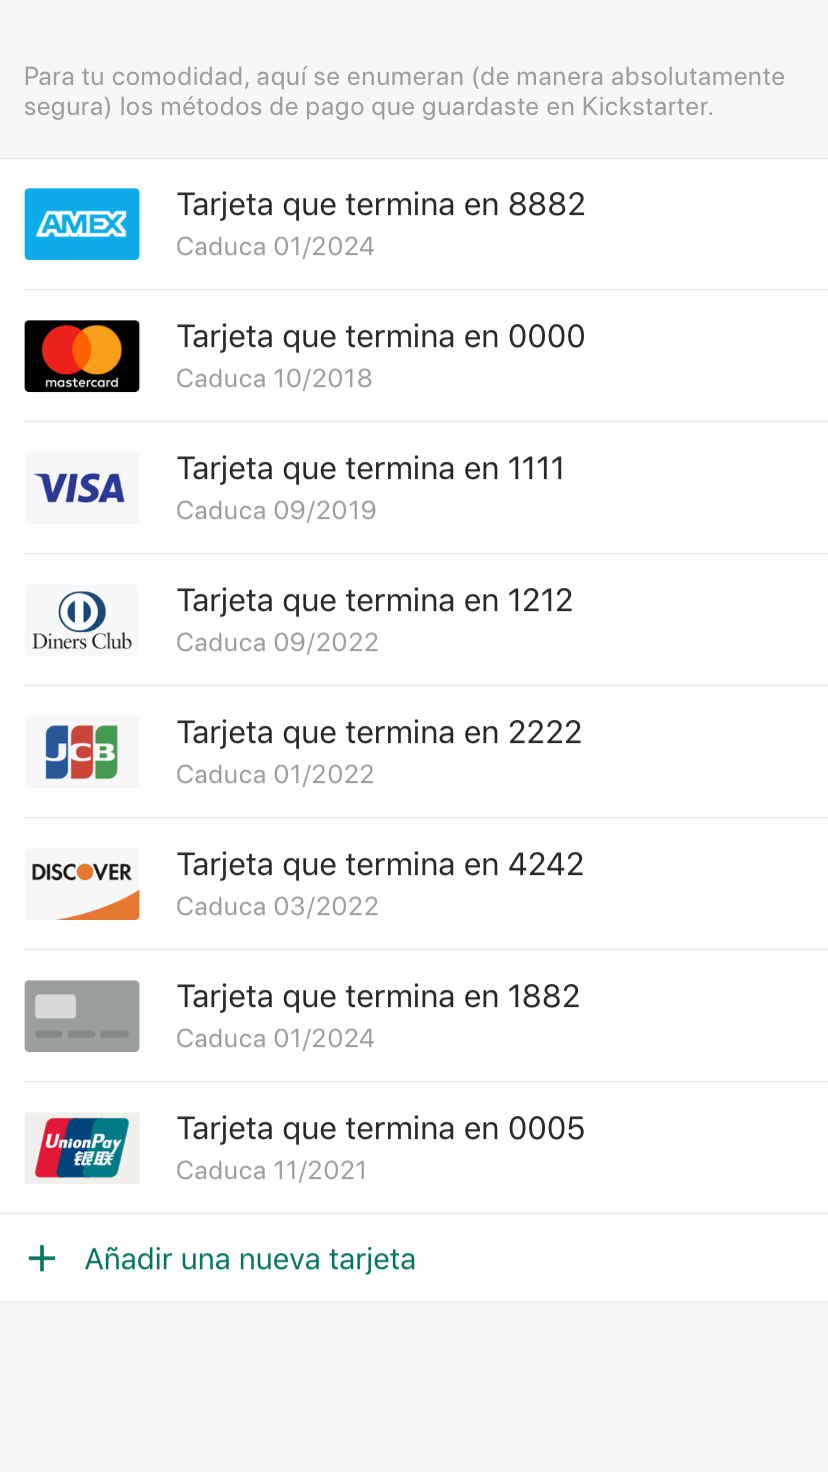 Para tu comodidad, aquí se enumeran (de manera absolutamente
segura) los métodos de pago que guardaste en Kickstarter.
AMEX
Tarjeta que termina en 8882
Caduca 01/2024
Tarjeta que termina en 0000
mastercard
Caduca 10/2018
VISA
Tarjeta que termina en 1111
Caduca 09/2019
Diners Club
Tarjeta que termina en 1212
Caduca 09/2022
JCB
Tarjeta que termina en 2222
Caduca 01/2022
DISCOVER
Tarjeta que termina en 4242
Caduca 03/2022
Tarjeta que termina en 1882
Caduca 01/2024
UnionPay
银联
Tarjeta que termina en 0005
Caduca 11/2021
+ Añadir una nueva tarjeta